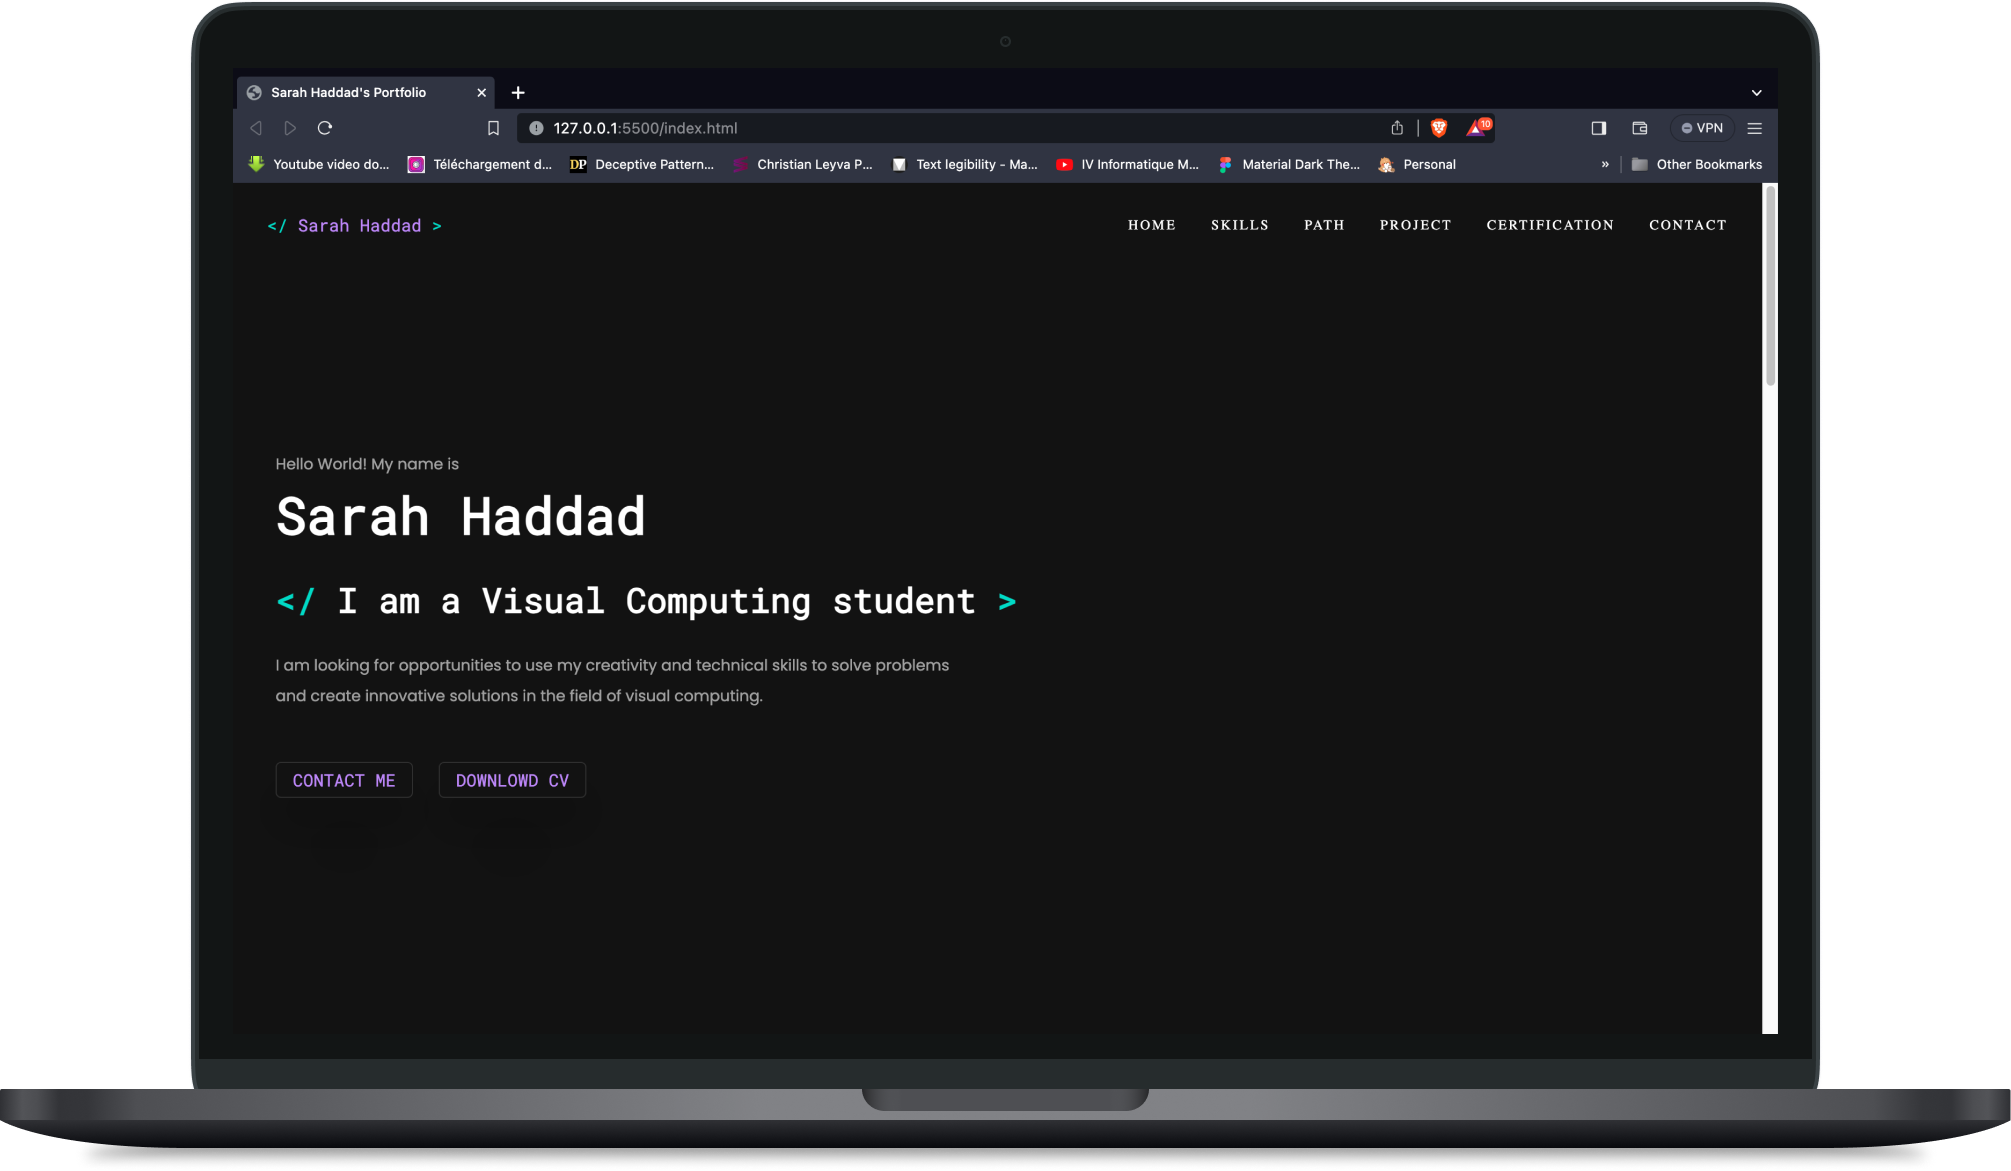 Sarah Haddad's Portfolio
127.0.0.1:5500/index.html
10
VPN
Youtube video do...
Téléchargement d...
DP
Deceptive Pattern...
Christian Leyva P...
Text legibility - Ma...
IV Informatique M...
Material Dark The...
Personal
»
Other Bookmarks
</ Sarah Haddad >
HOME SKILLS PATH PROJECT CERTIFICATION CONTACT
Hello World! My name is
Sarah Haddad
</ I am a Visual Computing student >
I am looking for opportunities to use my creativity and technical skills to solve problems
and create innovative solutions in the field of visual computing.
CONTACT ME DOWNLOWD CV